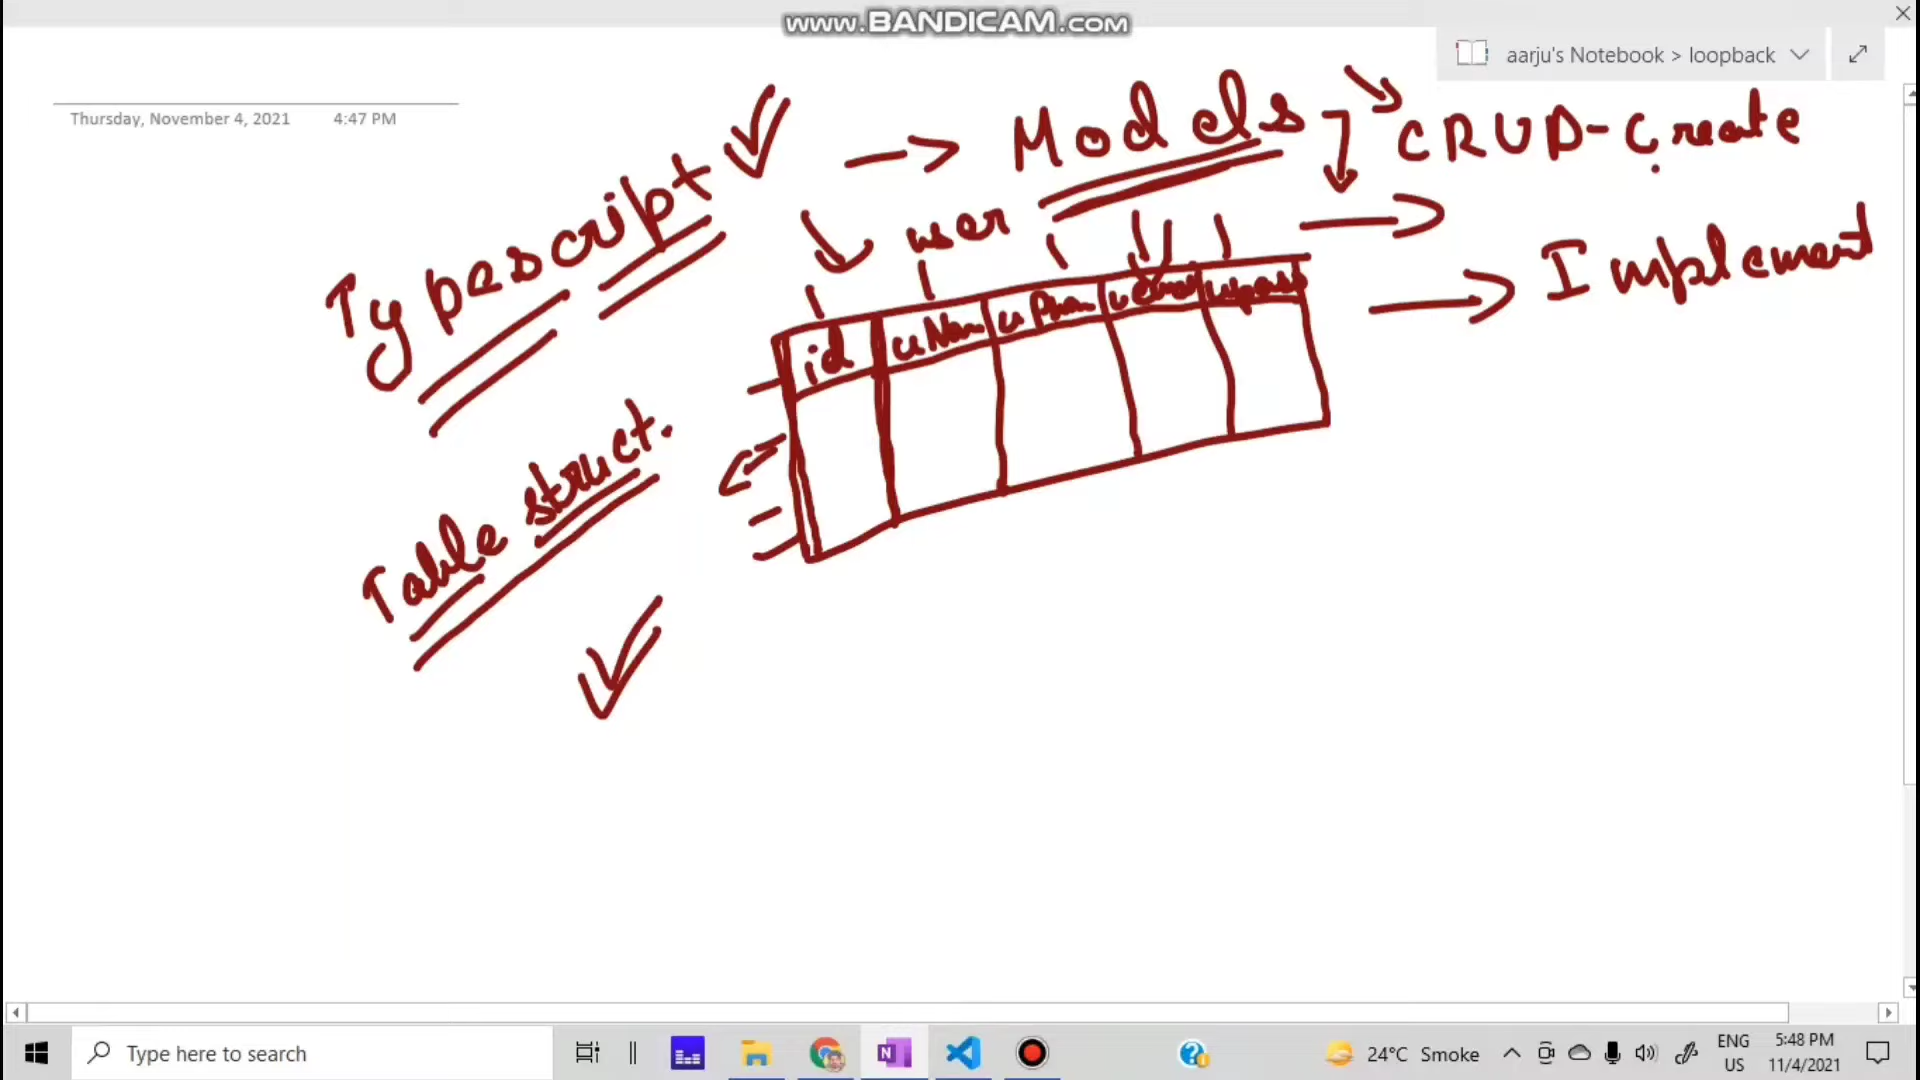 www.BANDICAM.com
aarju's Notebook > loopback
Thursday, November 4, 2021 4:47 PM
Typescript
Models
CRUD-Create
user
Implement
id
Table struct.
Type here to search
24°C Smoke
ENG
US
5:48 PM
11/4/2021